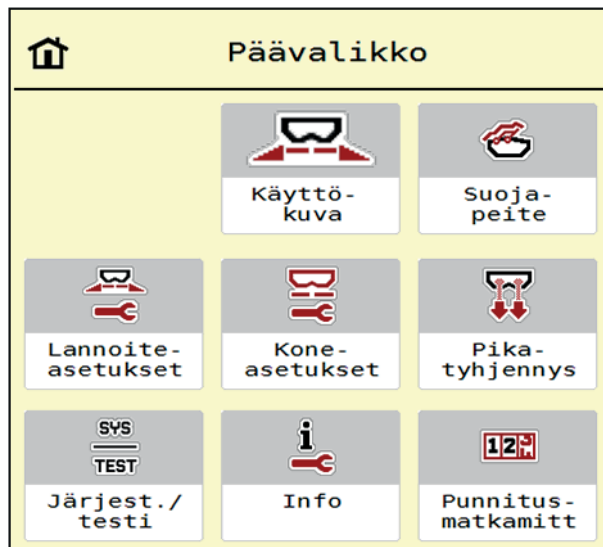 Päävalikko
Käyttö-
kuva
Suoja-
peite
Lannoite-
asetukset
Kone-
asetukset
Pika-
tyhjennys
SYS
TEST
Järjest./
testi
i
Info
12
Punnitus-
matkamitt